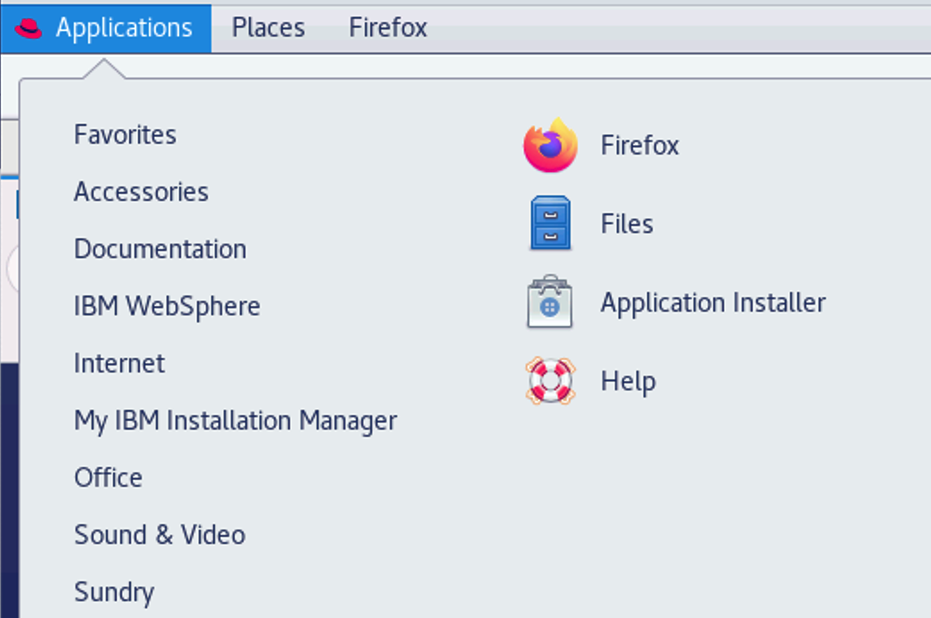 Applications Places Firefox
Favorites
Accessories
Documentation
IBM WebSphere
Internet
My IBM Installation Manager
Office
Sound & Video
Sundry
Firefox
Files
Application Installer
Help